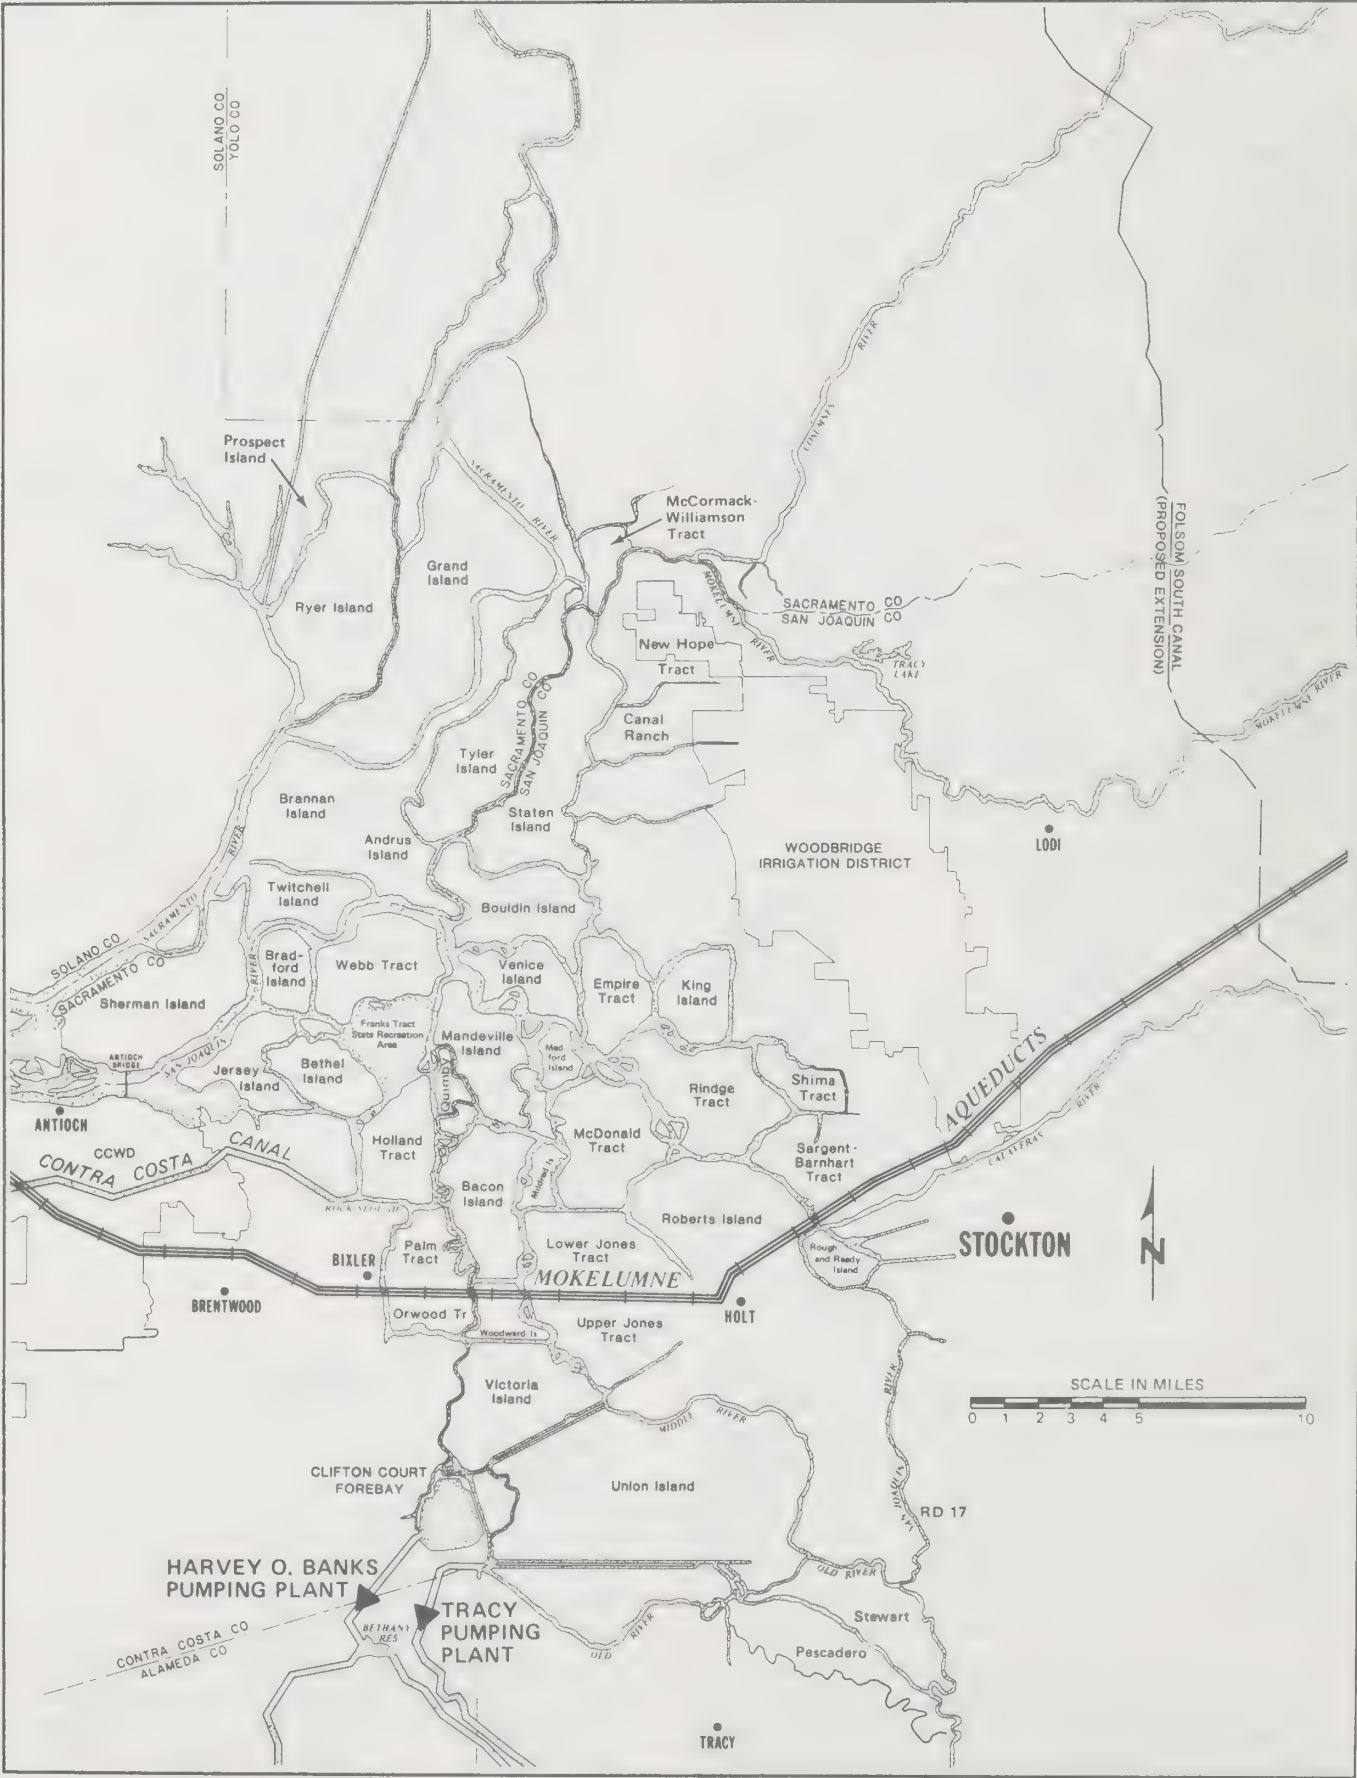 SOLANO CO
YOLO CO
Prospect
Island
SACRAMENTO
RIVER
McCormack-
Williamson
Tract
COSUMNES
RIVER
FOLSOM SOUTH CANAL
(PROPOSED EXTENSION)
Grand
Island
Ryer Island
MOKELUMNE
RIVER
SACRAMENTO CO
SAN JOAQUIN CO
New Hope
Tract
TRACY
LAKE
MOKELUMNE RIVER
SACRAMENTO CO
SAN JOAQUIN CO
Canal
Ranch
Tyler
Island
Brannan
Island
Staten
Island
Andrus
Island
RIVER
SACRAMENTO
LODI
WOODBRIDGE
IRRIGATION DISTRICT
Twitchell
Island
Bouldin Island
SOLANO CO
SACRAMENTO CO
Brad-
ford
Island
RIVER
Webb Tract
Venice
Island
Empire
Tract
King
Island
Sherman Island
Franks Tract
State Recreation
Area
Mandeville
Island
Med
ford
Island
ANTIOCH
BRIDGE
SAN JOAQUIN
Jersey
Island
Bethel
Island
Quimby
Rindge
Tract
Shima
Tract
AQUEDUCTS
RIVER
CALAVERAS
ANTIOCH
CCWD
CONTRA COSTA CANAL
Holland
Tract
McDonald
Tract
Sargent-
Barnhart
Tract
Mildred Is
Bacon
Island
ROCK SLOUGH
Roberts Island
STOCKTON
N
Palm
Tract
Lower Jones
Tract
Rough
and Ready
Island
BIXLER
MOKELUMNE
BRENTWOOD
HOLT
Orwood Tr
Woodward Is
Upper Jones
Tract
Victoria
Island
RIVER
SCALE IN MILES
0 1 2 3 4 5 10
MIDDLE RIVER
CLIFTON COURT
FOREBAY
Union Island
SAN JOAQUIN
RD 17
HARVEY O. BANKS
PUMPING PLANT
OLD RIVER
TRACY
PUMPING
PLANT
BETHANY
RES
Stewart
OLD RIVER
Pescadero
CONTRA COSTA CO
ALAMEDA CO
TRACY